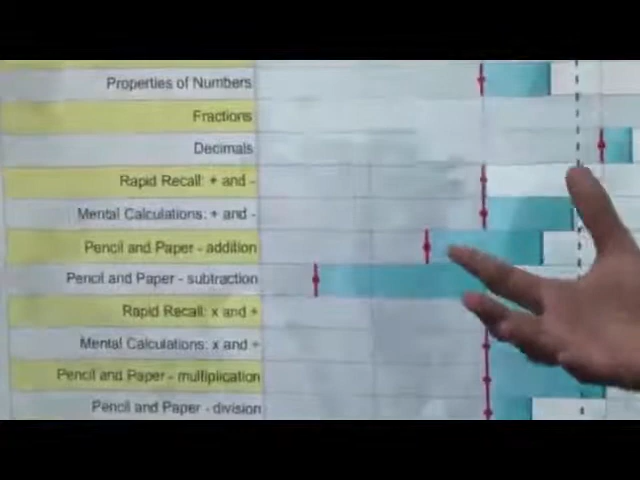 Properties of Numbers
Fractions
Decimals
Rapid Recall: + and -
Mental Calculations: + and -
Pencil and Paper - addition
Pencil and Paper - subtraction
Rapid Recall: x and ÷
Mental Calculations: x and ÷
Pencil and Paper - multiplication
Pencil and Paper - division